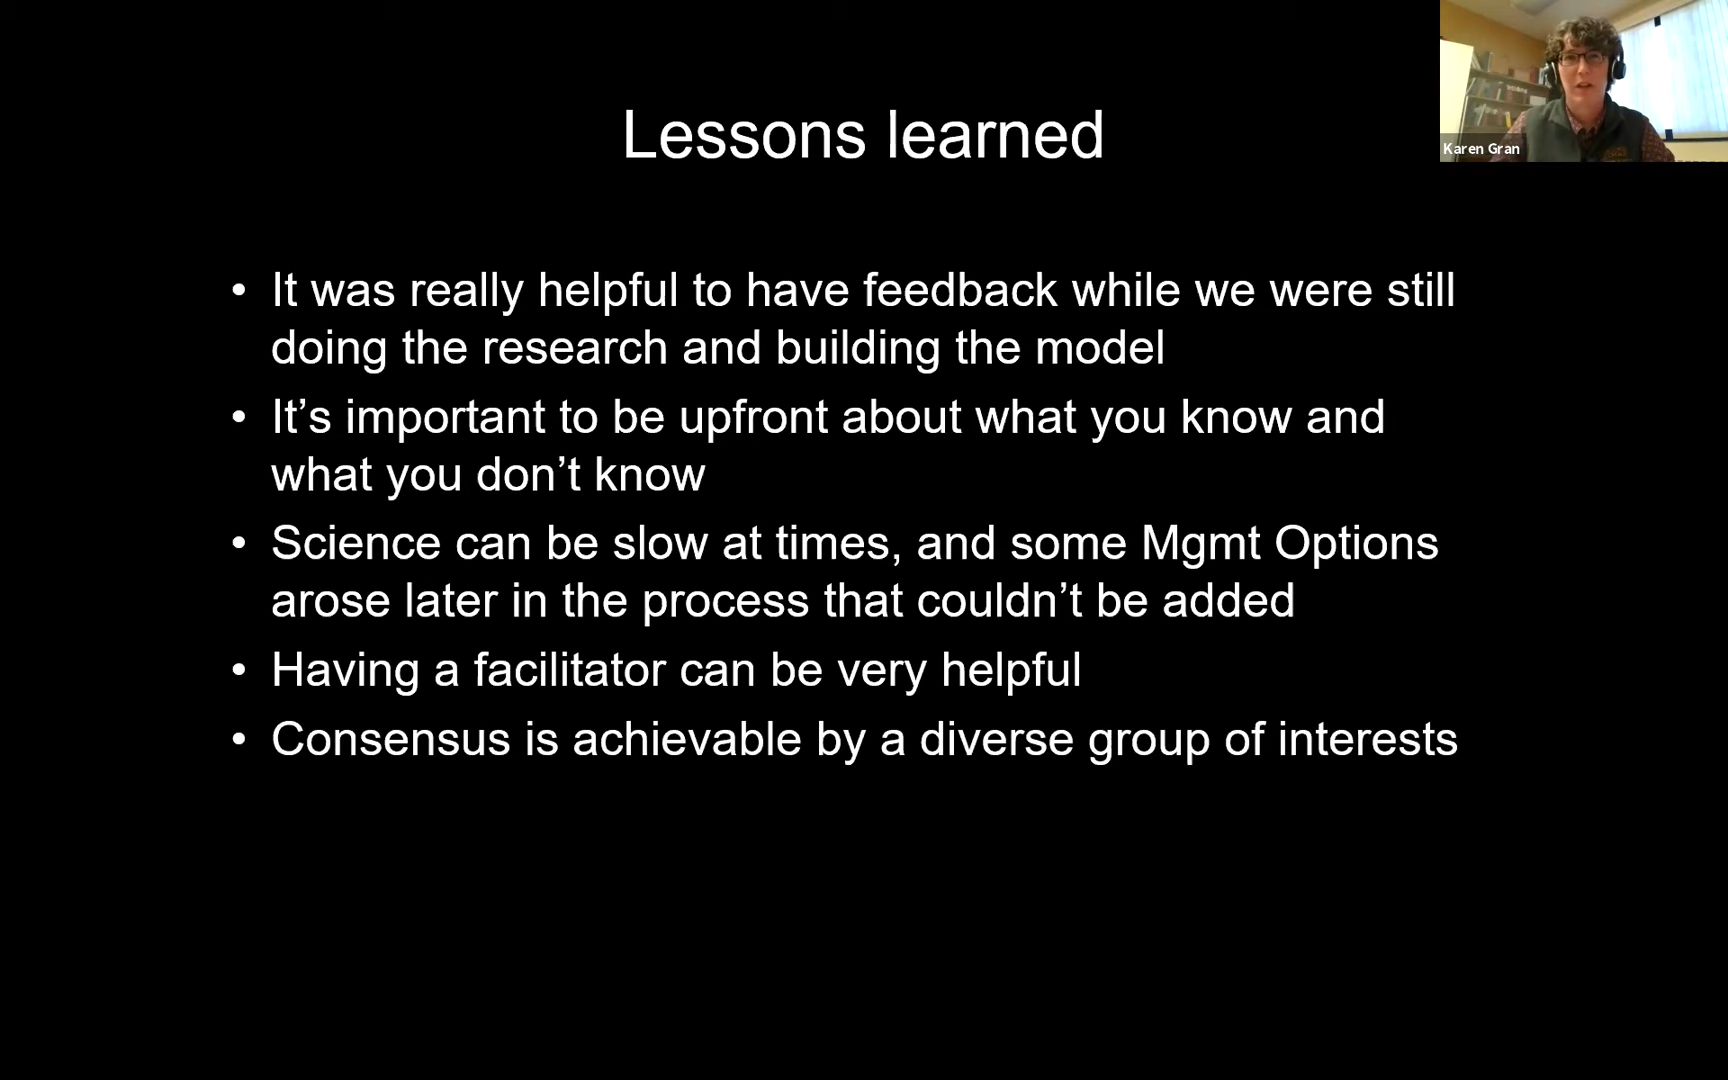 Lessons learned
Karen Gran
• It was really helpful to have feedback while we were still
doing the research and building the model
• It’s important to be upfront about what you know and
what you don’t know
• Science can be slow at times, and some Mgmt Options
arose later in the process that couldn’t be added
• Having a facilitator can be very helpful
• Consensus is achievable by a diverse group of interests